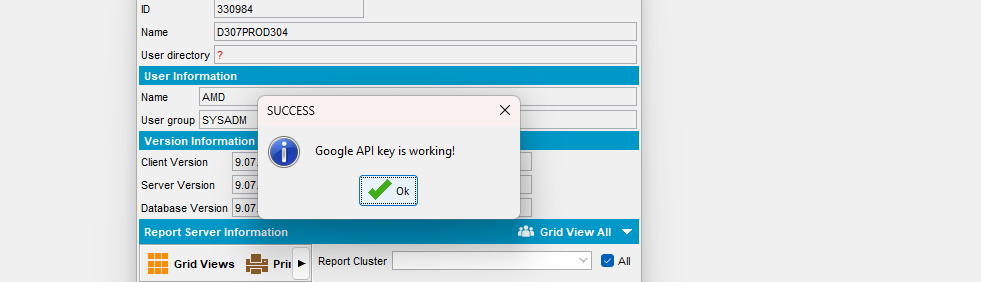 ID 330984
Name D307PROD304
User directory ?
User Information
Name AMD
User group SYSADM
Version Information
Client Version 9.07
Server Version 9.07
Database Version 9.07
SUCCESS
Google API key is working!
Ok
Report Server Information Grid View All
Grid Views Report Cluster All